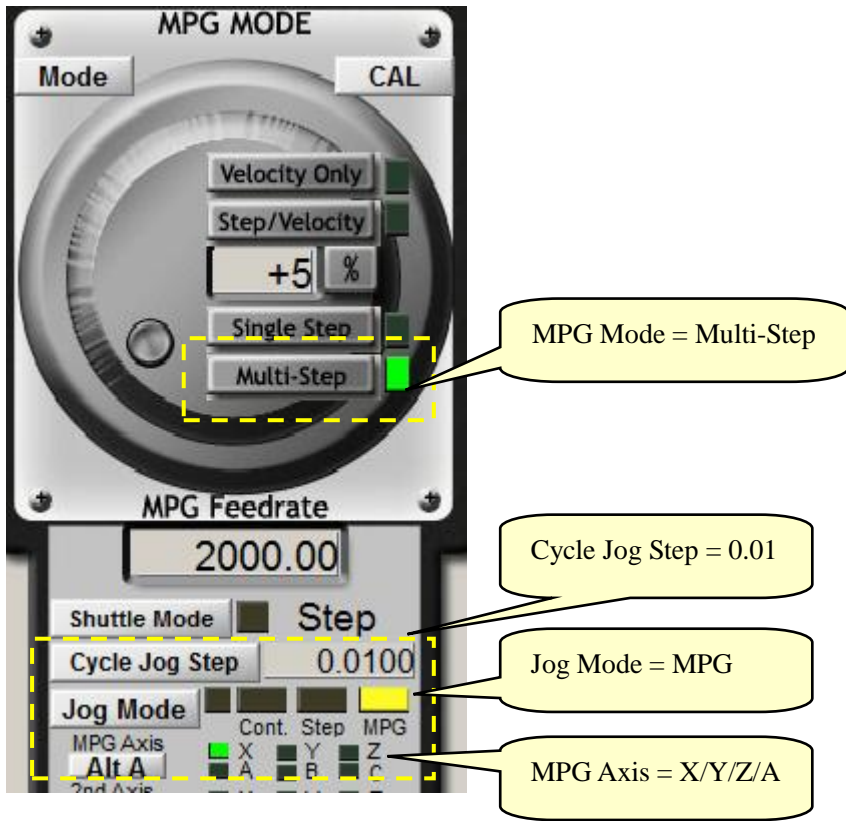 MPG MODE
Mode
CAL
Velocity Only
Step/Velocity
+5 %
Single Step
Multi-Step
MPG Mode = Multi-Step
MPG Feedrate
2000.00
Shuttle Mode
Step
Cycle Jog Step
0.0100
Cycle Jog Step = 0.01
Jog Mode
Cont. Step MPG
Jog Mode = MPG
MPG Axis
X Y Z
Alt A
A B C
MPG Axis = X/Y/Z/A
2nd Axis